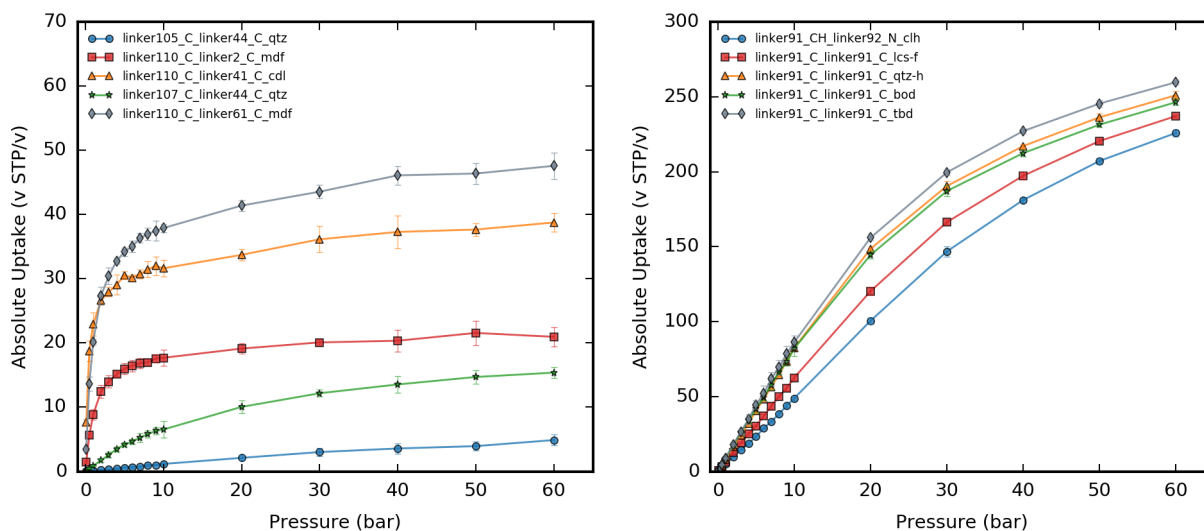 70
60
50
40
30
20
10
0
Absolute Uptake (v STP/v)
linker105_C_linker44_C_qtz
linker110_C_linker2_C_mdf
linker110_C_linker41_C_cdl
linker107_C_linker44_C_qtz
linker110_C_linker61_C_mdf
0 10 20 30 40 50 60
Pressure (bar)
300
250
200
150
100
50
0
Absolute Uptake (v STP/v)
linker91_CH_linker92_N_clh
linker91_C_linker91_C_lcs-f
linker91_C_linker91_C_qtz-h
linker91_C_linker91_C_bod
linker91_C_linker91_C_tbd
0 10 20 30 40 50 60
Pressure (bar)